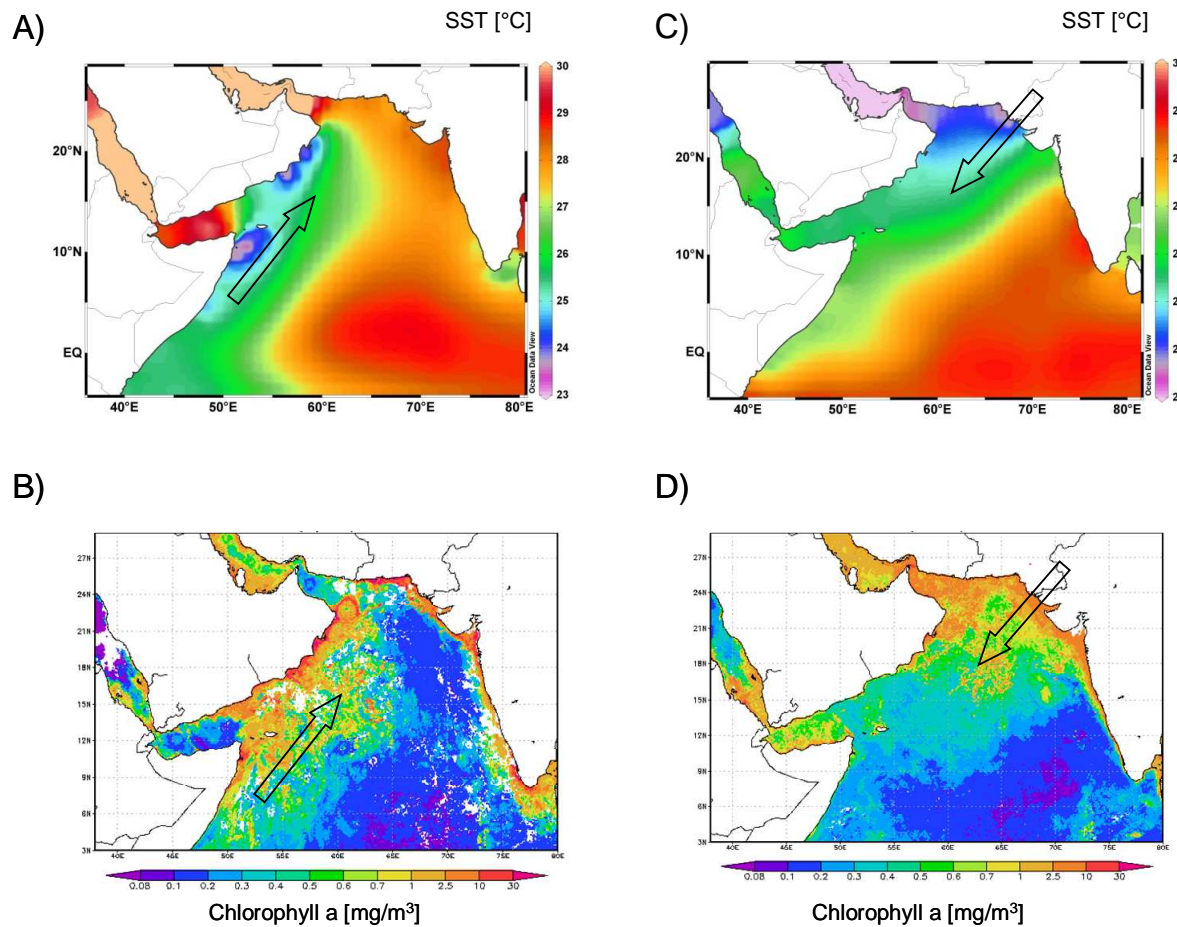 A)
SST [°C]
30
29
28
27
26
25
24
23
20°N
10°N
EQ
40°E
50°E
60°E
70°E
80°E
Ocean Data View
C)
SST [°C]
20°N
10°N
EQ
40°E
50°E
60°E
70°E
80°E
Ocean Data View
B)
27N
24N
21N
18N
15N
12N
9N
6N
3N
40E
45E
50E
55E
60E
65E
70E
75E
80E
0.08 0.1 0.2 0.3 0.4 0.5 0.6 0.7 1 2.5 10 30
Chlorophyll a [mg/m³]
D)
27N
24N
21N
18N
15N
12N
9N
6N
3N
40E
45E
50E
55E
60E
65E
70E
75E
80E
0.08 0.1 0.2 0.3 0.4 0.5 0.6 0.7 1 2.5 10 30
Chlorophyll a [mg/m³]